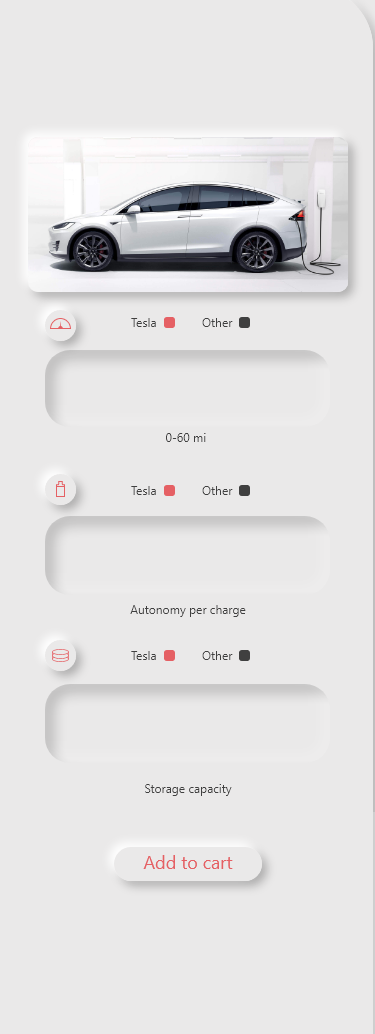 Tesla Other
0-60 mi
Tesla Other
Autonomy per charge
Tesla Other
Storage capacity
Add to cart